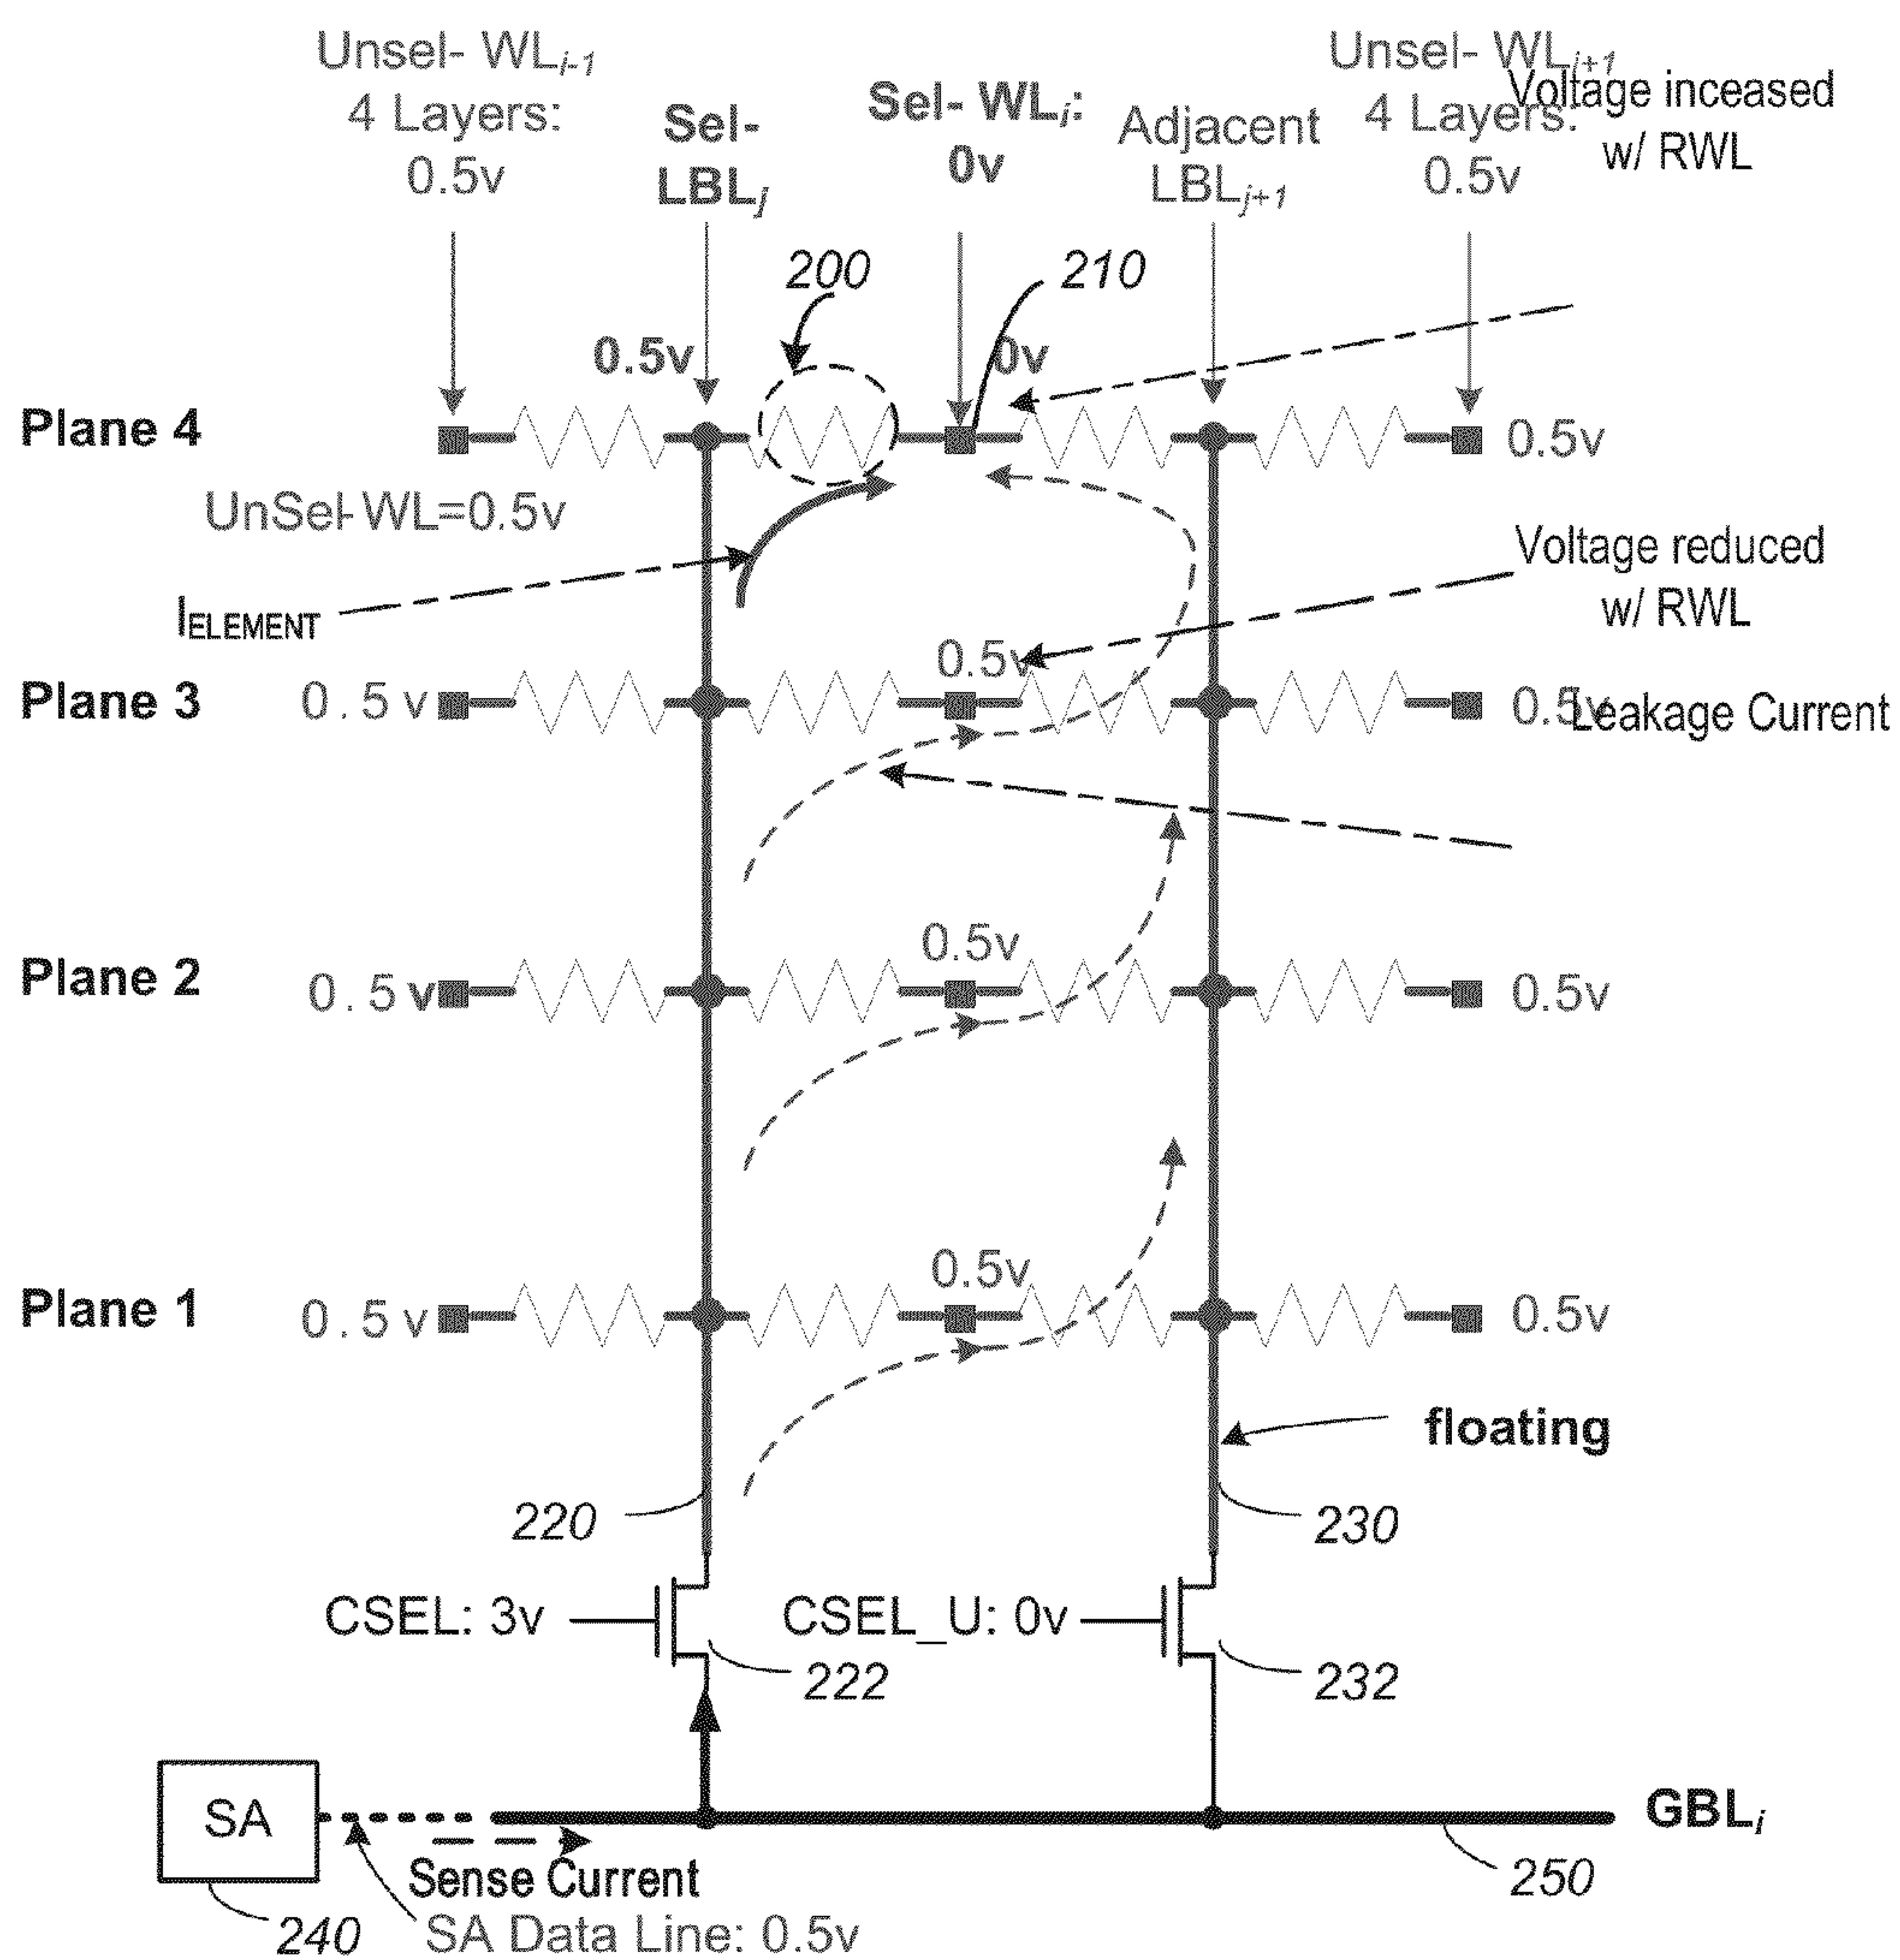 Unsel- WLi-1
4 Layers:
0.5v
Sel-
LBLj
Sel- WLi:
0v
Adjacent
LBLj+1
Unsel- WLi+1
4 Layers:
0.5v
Voltage inceased
w/ RWL
200
210
0.5v
0v
Plane 4
0.5v
UnSel-WL=0.5v
IELEMENT
Voltage reduced
w/ RWL
0.5v
Plane 3
0.5v
0.5v
Leakage Current
0.5v
Plane 2
0.5v
0.5v
0.5v
Plane 1
0.5v
0.5v
floating
220
230
CSEL: 3v
CSEL_U: 0v
222
232
SA
GBLi
Sense Current
250
240
SA Data Line: 0.5v